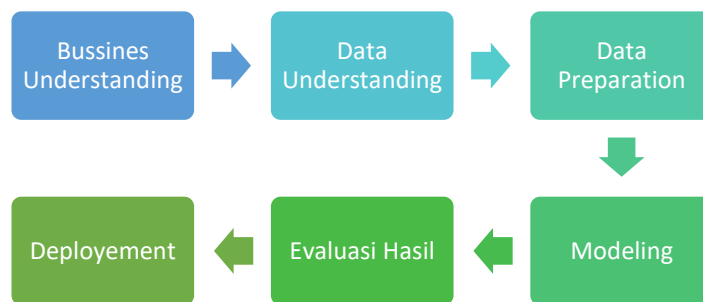 Bussines
Understanding
Data
Understanding
Data
Preparation
Modeling
Evaluasi Hasil
Deployement